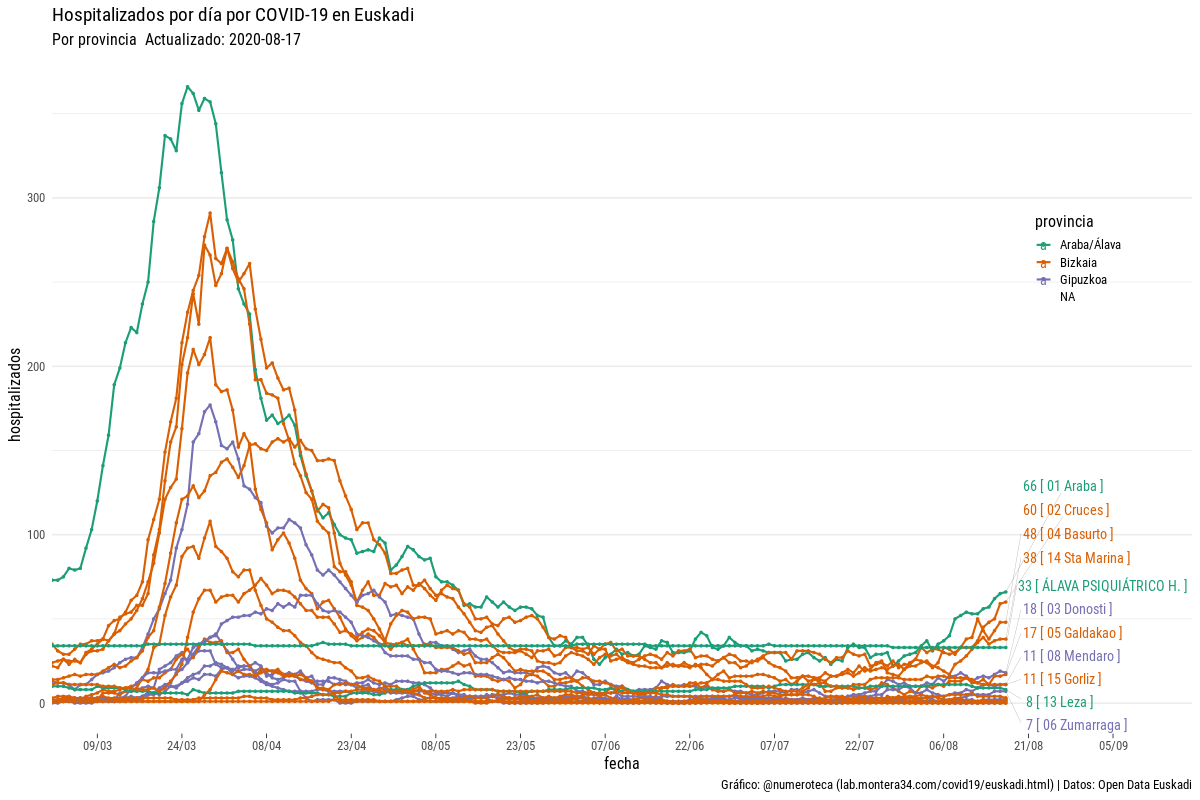 Hospitalizados por día por COVID-19 en Euskadi
Por provincia  Actualizado: 2020-08-17
hospitalizados
300
200
100
0
provincia
Araba/Álava
Bizkaia
Gipuzkoa
NA
66 [ 01 Araba ]
60 [ 02 Cruces ]
48 [ 04 Basurto ]
38 [ 14 Sta Marina ]
33 [ ÁLAVA PSIQUIÁTRICO H. ]
18 [ 03 Donosti ]
17 [ 05 Galdakao ]
11 [ 08 Mendaro ]
11 [ 15 Gorliz ]
8 [ 13 Leza ]
7 [ 06 Zumarraga ]
09/03 24/03 08/04 23/04 08/05 23/05 07/06 22/06 07/07 22/07 06/08 21/08 05/09
fecha
Gráfico: @numeroteca (lab.montera34.com/covid19/euskadi.html) | Datos: Open Data Euskadi